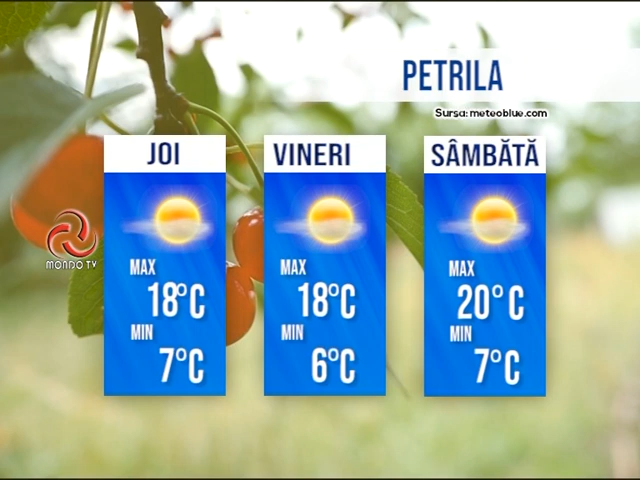 PETRILA
Sursa: meteoblue.com
JOI
MAX
18°C
MIN
7°C
VINERI
MAX
18°C
MIN
6°C
SÂMBĂTĂ
MAX
20°C
MIN
7°C
MONDO TV